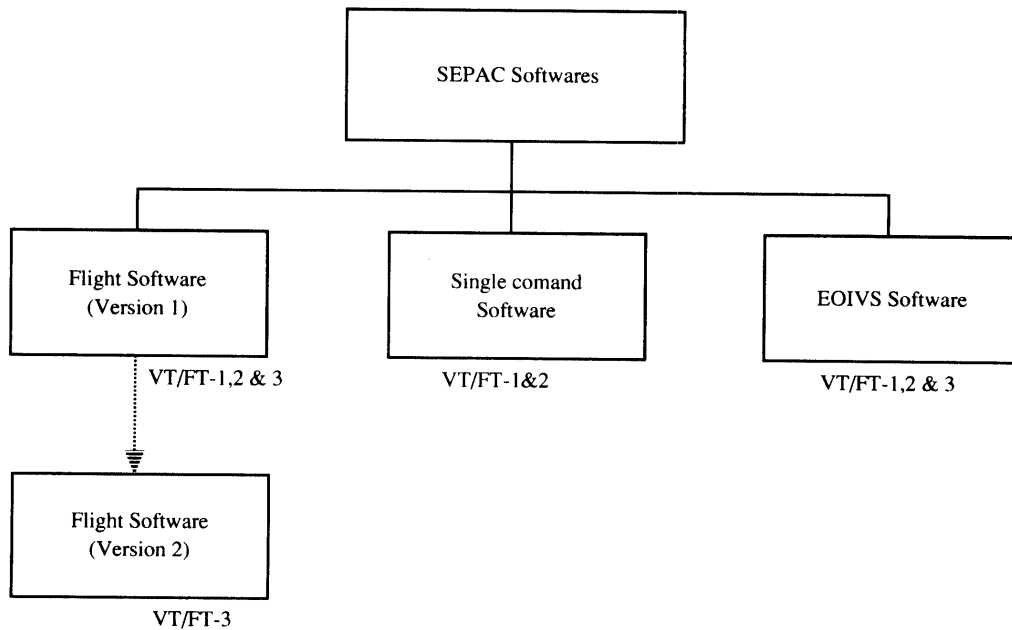 SEPAC Softwares
Flight Software
(Version 1)
Single comand
Software
EOIVS Software
VT/FT-1,2 & 3
VT/FT-1&2
VT/FT-1,2 & 3
Flight Software
(Version 2)
VT/FT-3